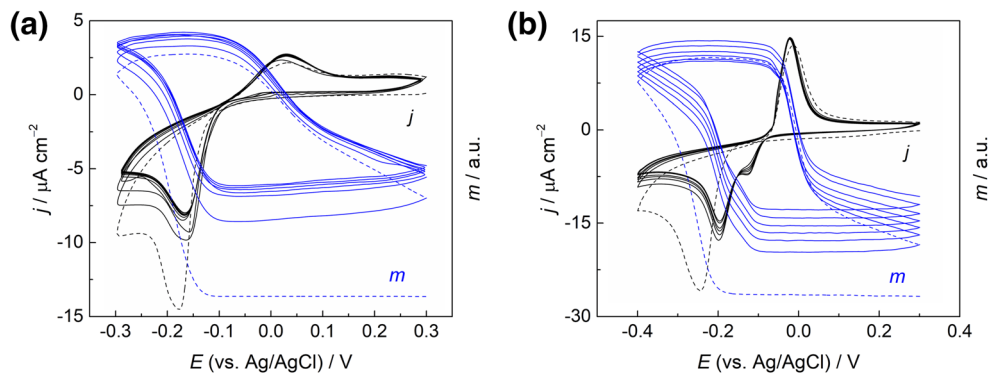 (a)
5
0
-5
-10
-15
j / µA cm⁻²
m / a.u.
j
m
-0.3 -0.2 -0.1 0.0 0.1 0.2 0.3
E (vs. Ag/AgCl) / V
(b)
15
0
-15
-30
j / µA cm⁻²
m / a.u.
j
m
-0.4 -0.2 0.0 0.2 0.4
E (vs. Ag/AgCl) / V